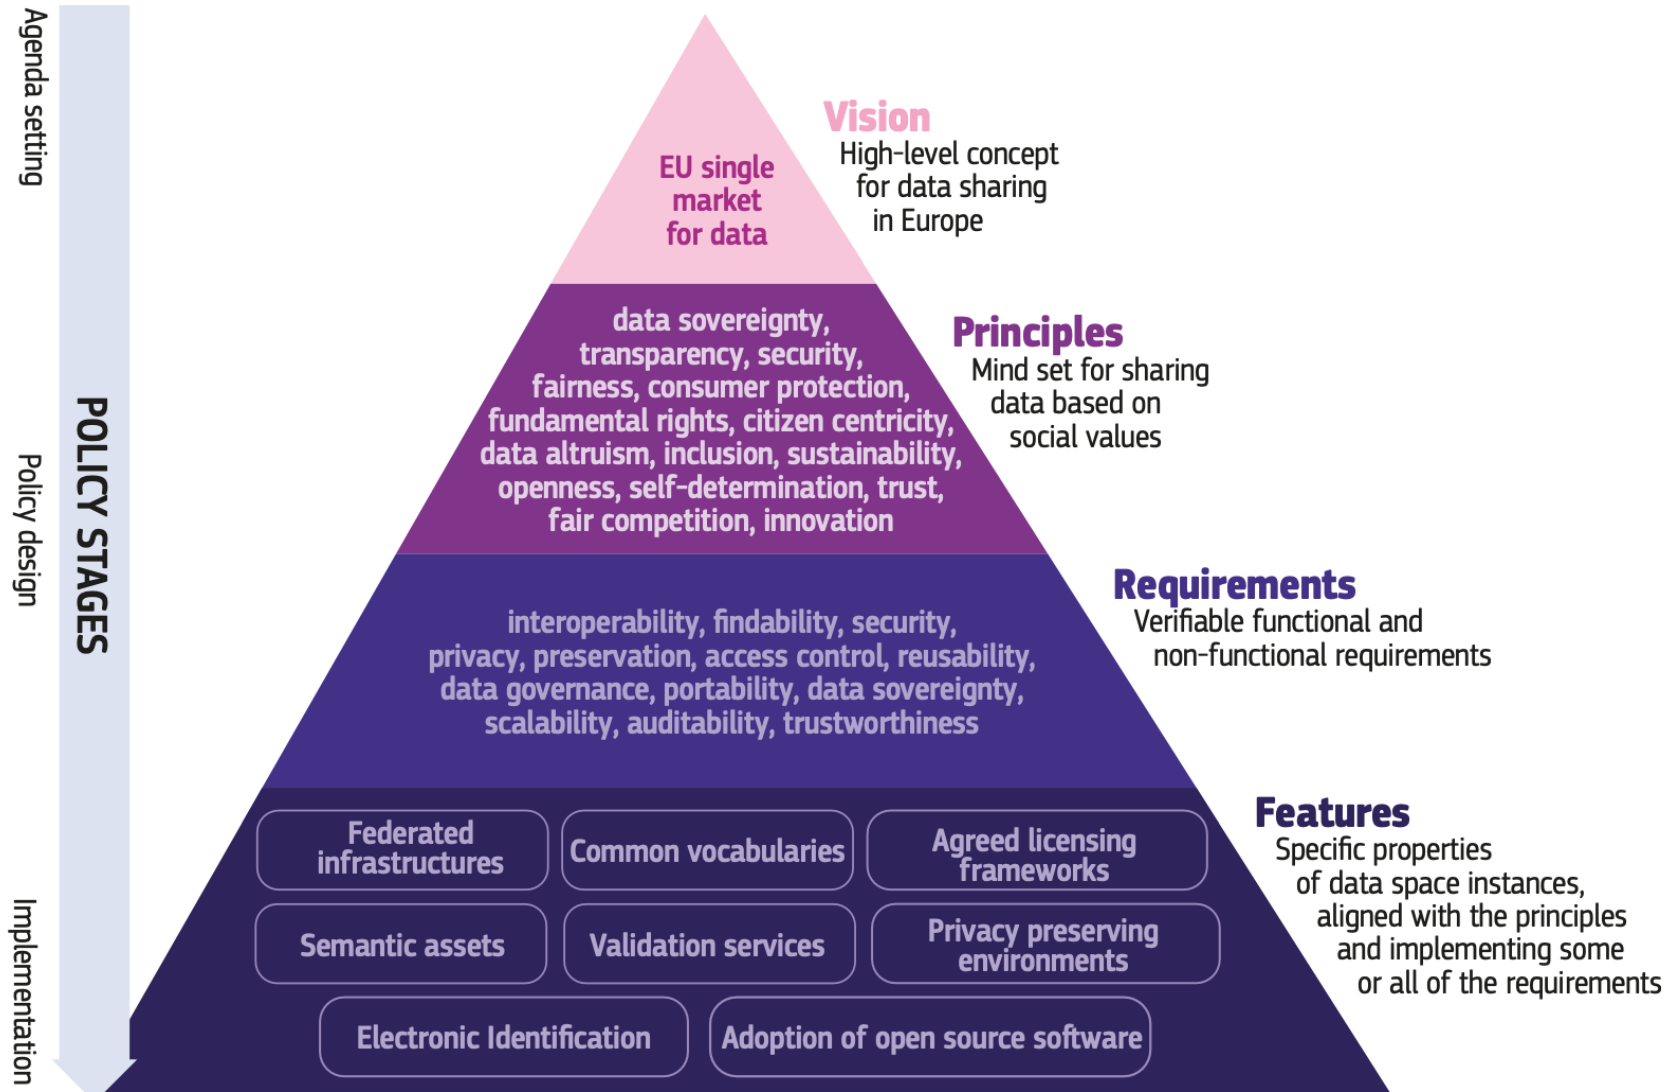 Agenda setting
Policy design
Implementation
POLICY STAGES
EU single
market
for data
Vision
High-level concept
for data sharing
in Europe
data sovereignty,
transparency, security,
fairness, consumer protection,
fundamental rights, citizen centricity,
data altruism, inclusion, sustainability,
openness, self-determination, trust,
fair competition, innovation
Principles
Mind set for sharing
data based on
social values
interoperability, findability, security,
privacy, preservation, access control, reusability,
data governance, portability, data sovereignty,
scalability, auditability, trustworthiness
Requirements
Verifiable functional and
non-functional requirements
Federated
infrastructures
Common vocabularies
Agreed licensing
frameworks
Semantic assets
Validation services
Privacy preserving
environments
Electronic Identification
Adoption of open source software
Features
Specific properties
of data space instances,
aligned with the principles
and implementing some
or all of the requirements